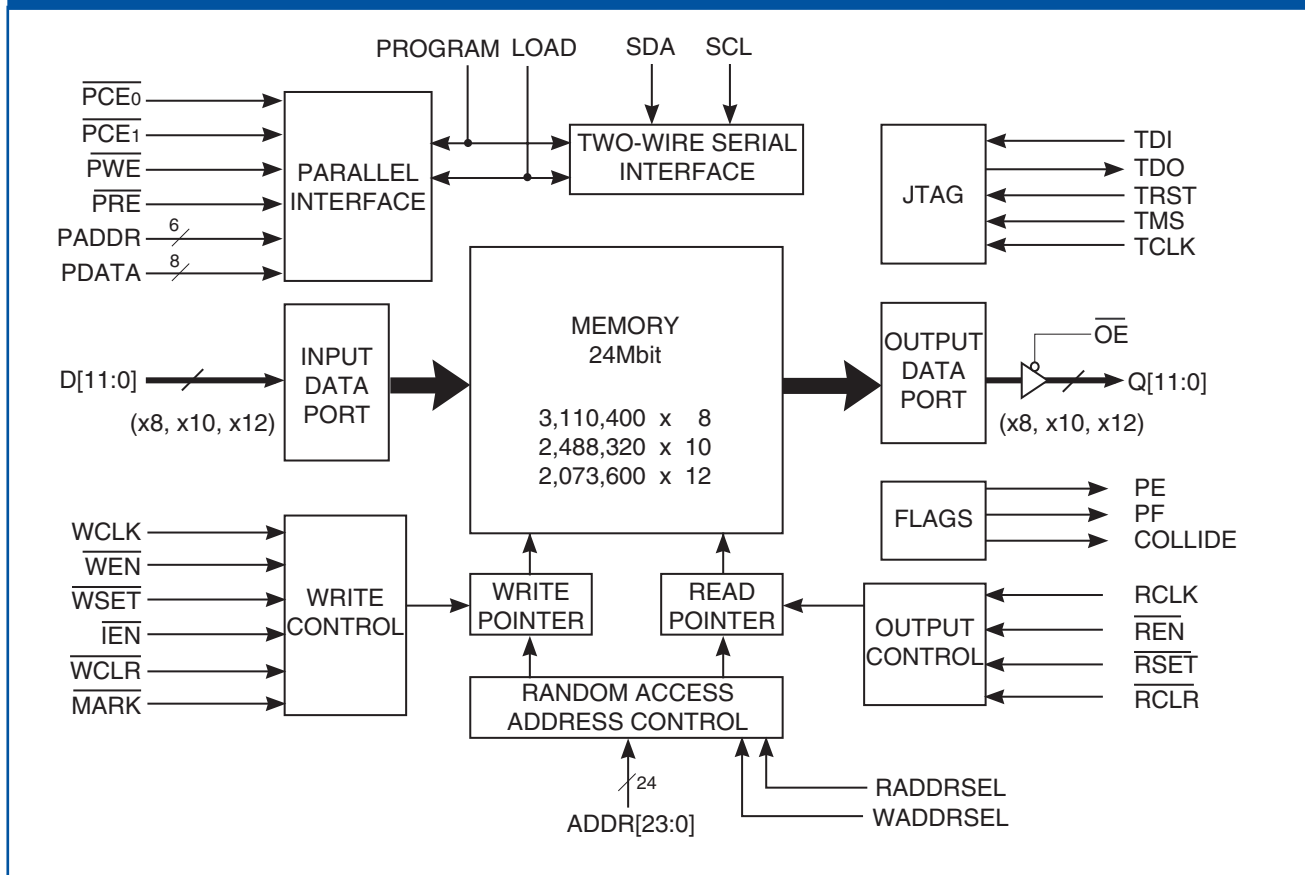 PROGRAM LOAD SDA SCL
PCE0
PCE1
PWE
PRE
PADDR 6
PDATA 8
PARALLEL
INTERFACE
TWO-WIRE SERIAL
INTERFACE
JTAG
TDI
TDO
TRST
TMS
TCLK
D[11:0]
(x8, x10, x12)
INPUT
DATA
PORT
MEMORY
24Mbit
3,110,400 x 8
2,488,320 x 10
2,073,600 x 12
OUTPUT
DATA
PORT
OE
Q[11:0]
(x8, x10, x12)
FLAGS
PE
PF
COLLIDE
WCLK
WEN
WSET
IEN
WCLR
MARK
WRITE
CONTROL
WRITE
POINTER
READ
POINTER
OUTPUT
CONTROL
RCLK
REN
RSET
RCLR
RANDOM ACCESS
ADDRESS CONTROL
24
ADDR[23:0]
RADDRSEL
WADDRSEL